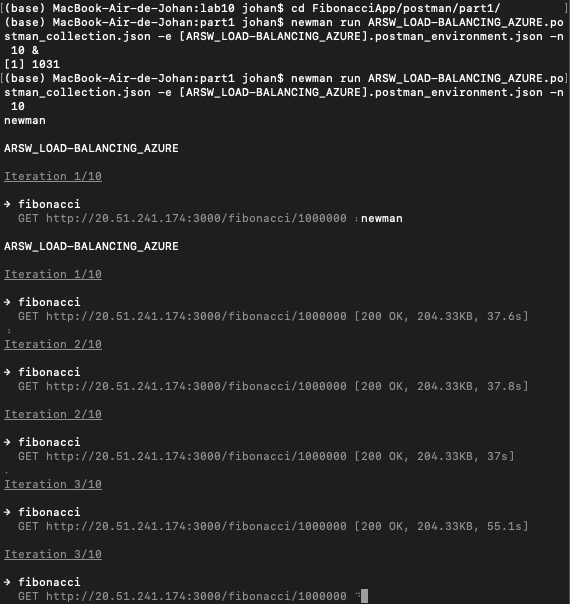 [(base) MacBook-Air-de-Johan:lab10 johan$ cd FibonacciApp/postman/part1/ ]
[(base) MacBook-Air-de-Johan:part1 johan$ newman run ARSW_LOAD-BALANCING_AZURE.po]
stman_collection.json -e [ARSW_LOAD-BALANCING_AZURE].postman_environment.json -n
 10 &
[1] 1031
[(base) MacBook-Air-de-Johan:part1 johan$ newman run ARSW_LOAD-BALANCING_AZURE.po]
stman_collection.json -e [ARSW_LOAD-BALANCING_AZURE].postman_environment.json -n
 10
newman
ARSW_LOAD-BALANCING_AZURE
Iteration 1/10
→ fibonacci
GET http://20.51.241.174:3000/fibonacci/1000000 newman
ARSW_LOAD-BALANCING_AZURE
Iteration 1/10
→ fibonacci
GET http://20.51.241.174:3000/fibonacci/1000000 [200 OK, 204.33KB, 37.6s]
Iteration 2/10
→ fibonacci
GET http://20.51.241.174:3000/fibonacci/1000000 [200 OK, 204.33KB, 37.8s]
Iteration 2/10
→ fibonacci
GET http://20.51.241.174:3000/fibonacci/1000000 [200 OK, 204.33KB, 37s]
Iteration 3/10
→ fibonacci
GET http://20.51.241.174:3000/fibonacci/1000000 [200 OK, 204.33KB, 55.1s]
Iteration 3/10
→ fibonacci
GET http://20.51.241.174:3000/fibonacci/1000000